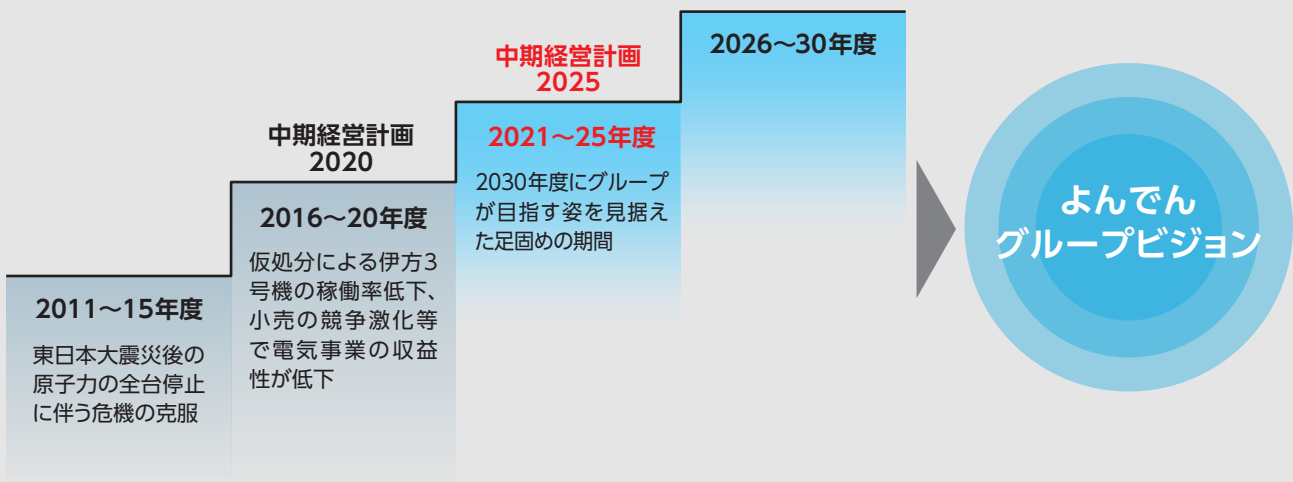 2011～15年度
東日本大震災後の
原子力の全台停止
に伴う危機の克服
中期経営計画
2020
2016～20年度
仮処分による伊方3
号機の稼働率低下、
小売の競争激化等
で電気事業の収益
性が低下
中期経営計画
2025
2021～25年度
2030年度にグループ
が目指す姿を見据え
た足固めの期間
2026～30年度
よんでん
グループビジョン